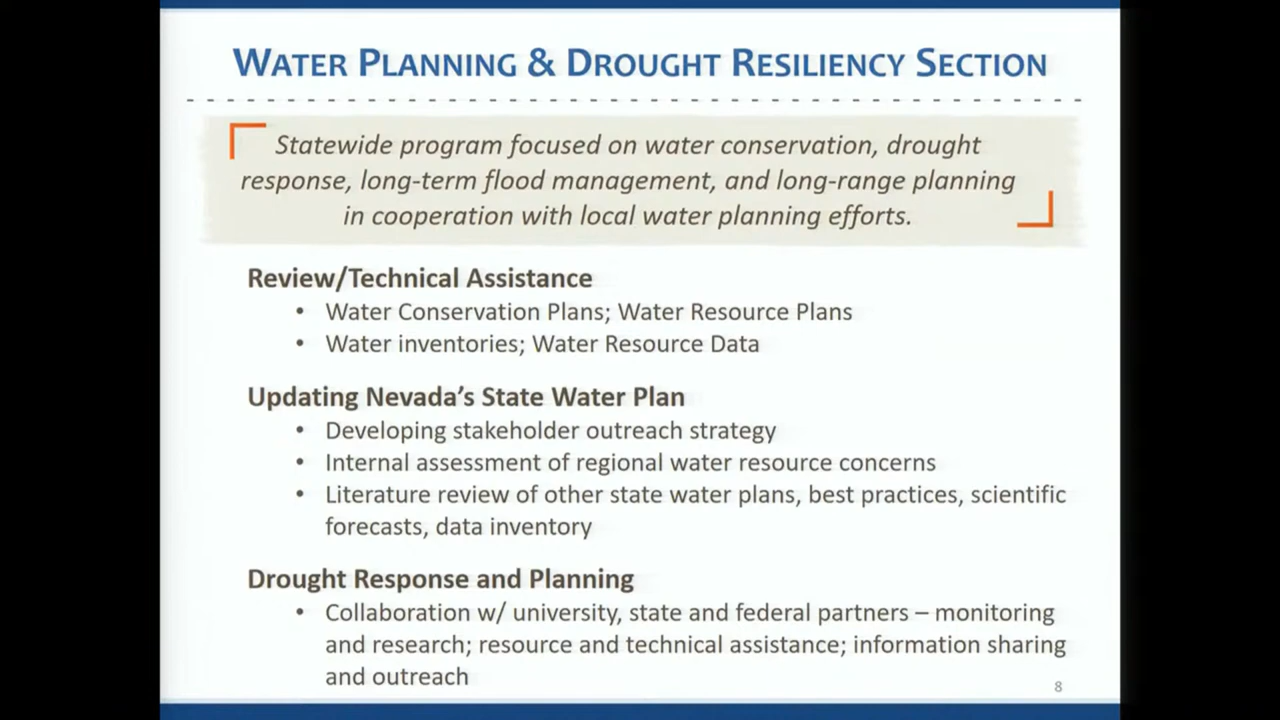 WATER PLANNING & DROUGHT RESILIENCY SECTION
Statewide program focused on water conservation, drought
response, long-term flood management, and long-range planning
in cooperation with local water planning efforts.
Review/Technical Assistance
• Water Conservation Plans; Water Resource Plans
• Water inventories; Water Resource Data
Updating Nevada’s State Water Plan
• Developing stakeholder outreach strategy
• Internal assessment of regional water resource concerns
• Literature review of other state water plans, best practices, scientific
forecasts, data inventory
Drought Response and Planning
• Collaboration w/ university, state and federal partners – monitoring
and research; resource and technical assistance; information sharing
and outreach
8